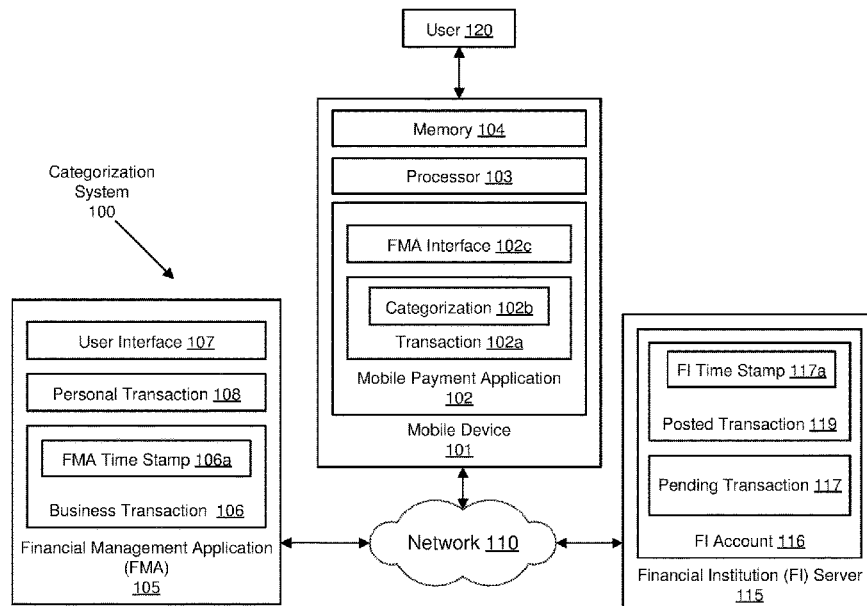 User 120
Memory 104
Processor 103
Categorization
System
100
FMA Interface 102c
Categorization 102b
Transaction 102a
Mobile Payment Application
102
Mobile Device
101
User Interface 107
Personal Transaction 108
FMA Time Stamp 106a
Business Transaction 106
Financial Management Application
(FMA)
105
Network 110
FI Time Stamp 117a
Posted Transaction 119
Pending Transaction 117
FI Account 116
Financial Institution (FI) Server
115